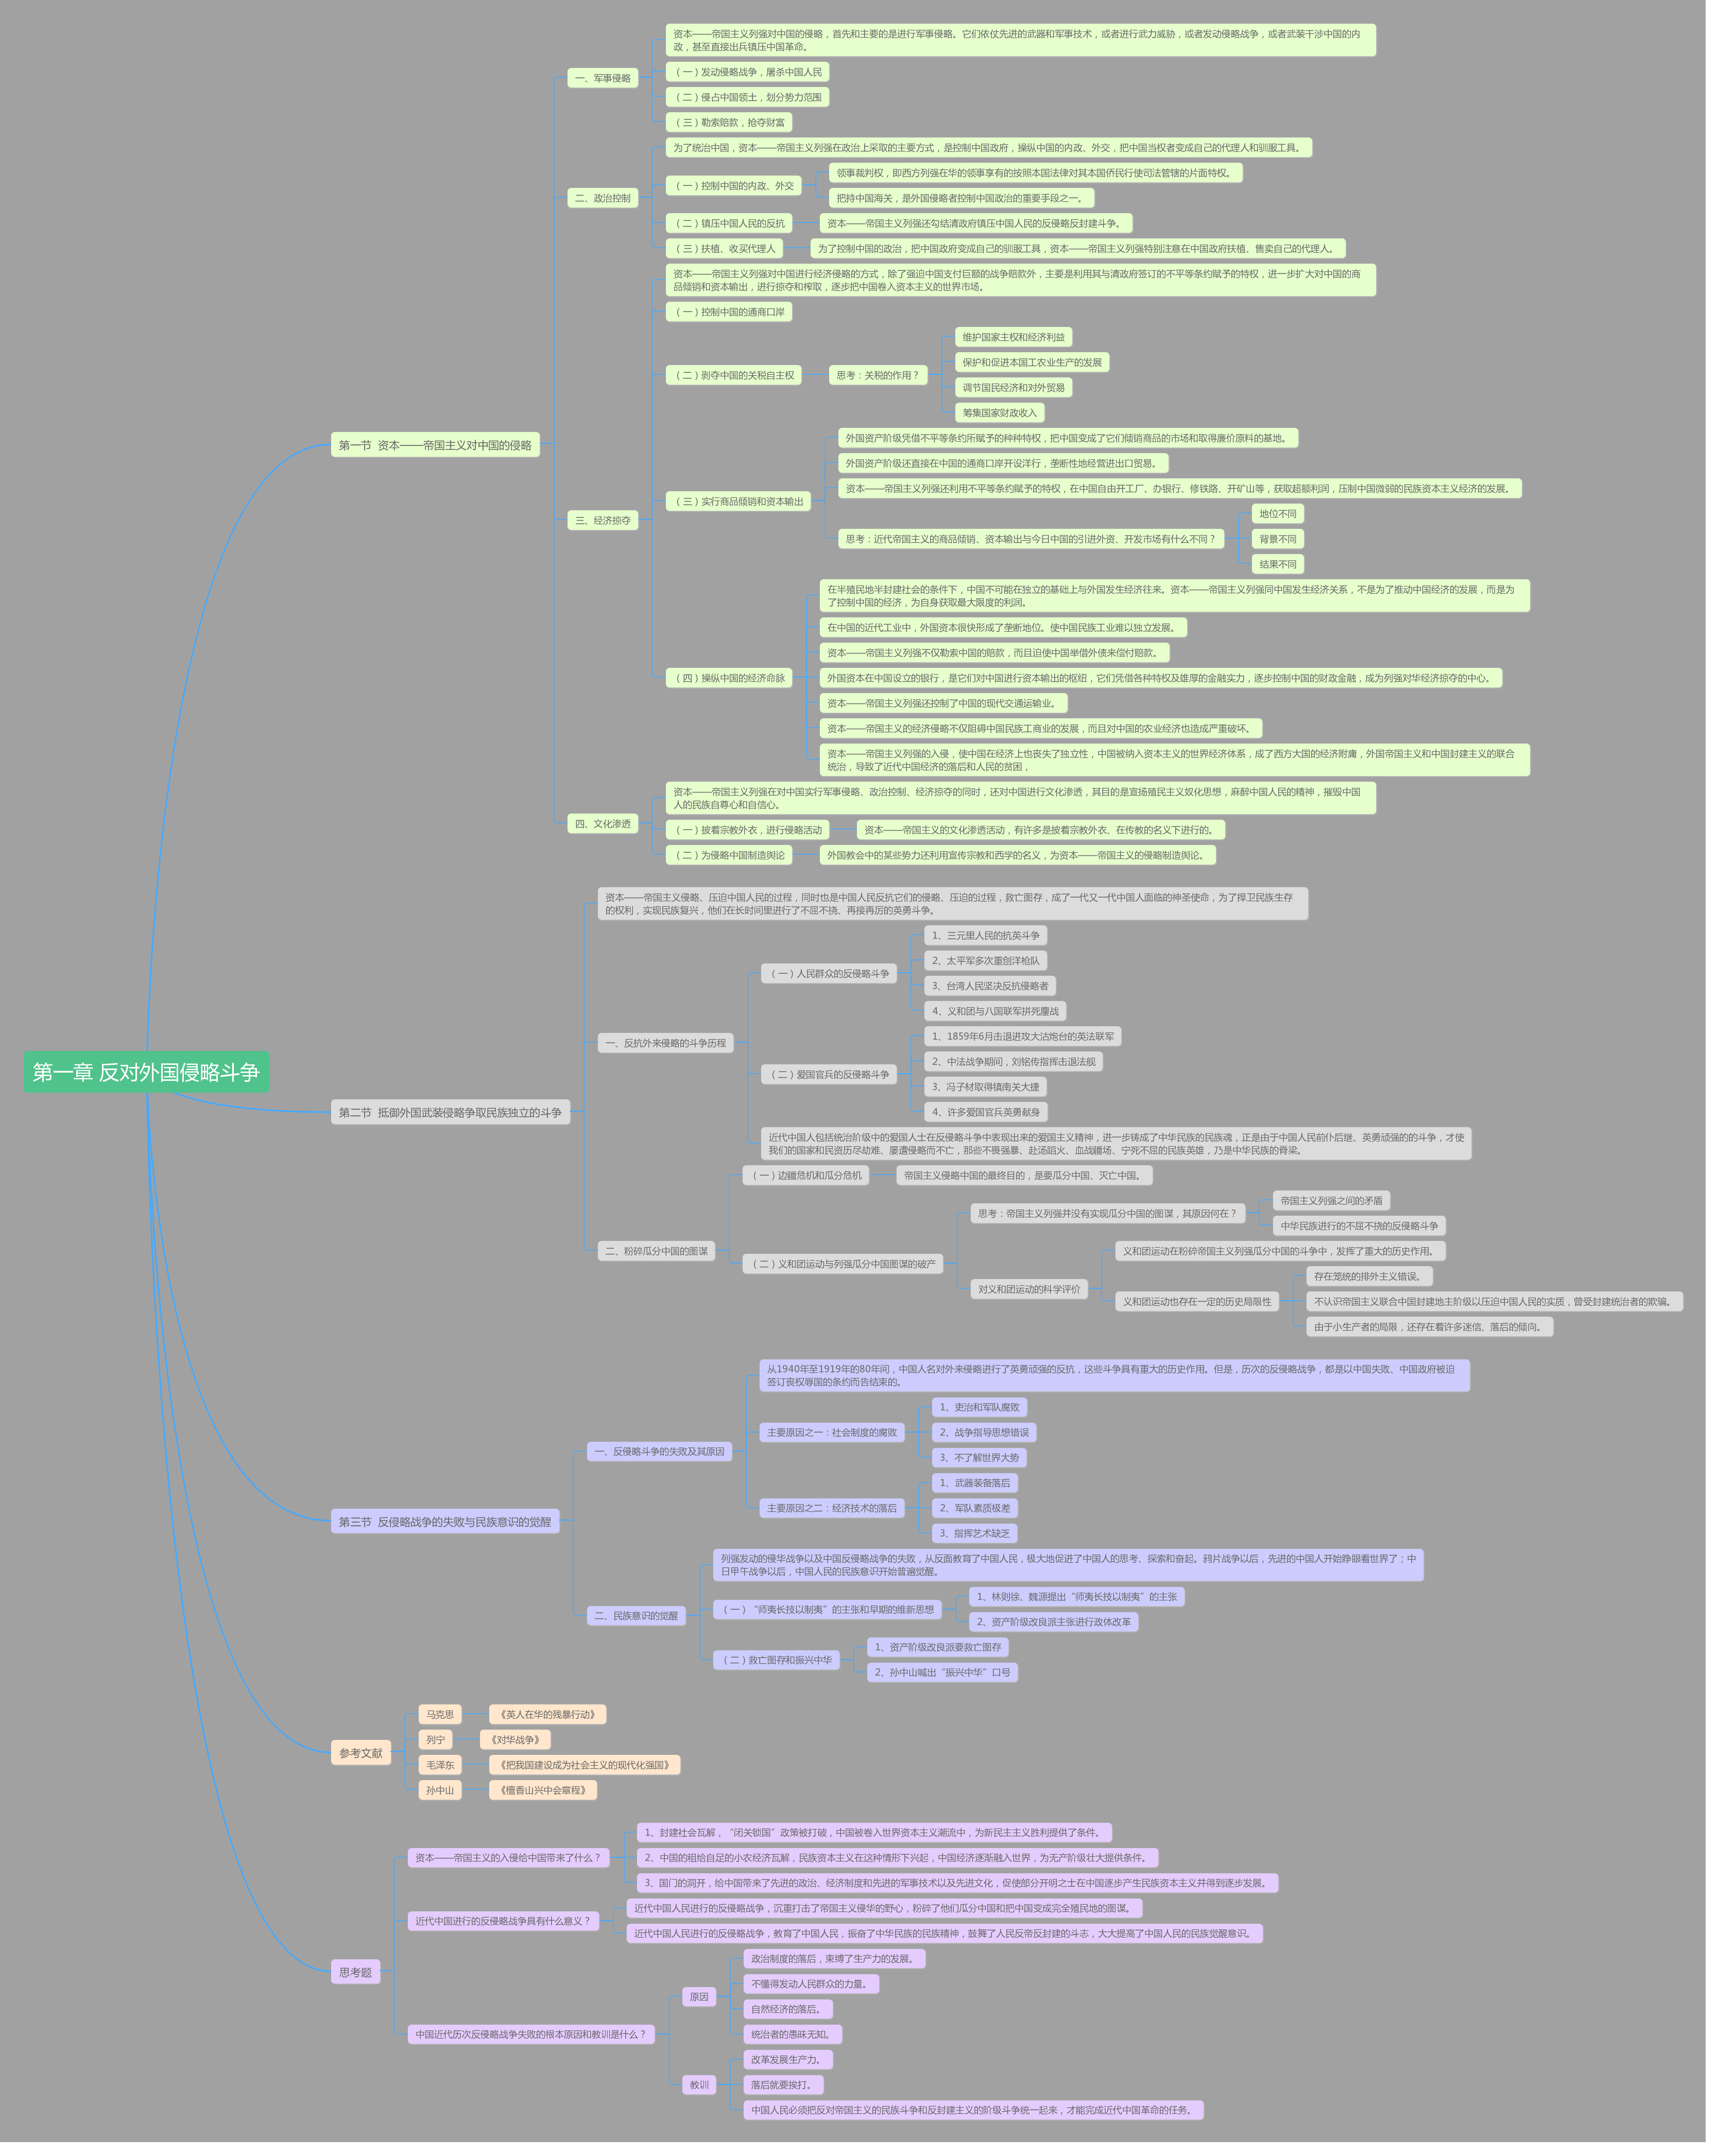 第一章 反对外国侵略斗争
第一节 资本——帝国主义对中国的侵略
一、军事侵略
资本——帝国主义列强对中国的侵略，首先和主要的是进行军事侵略。它们依仗先进的武器和军事技术，或者进行武力威胁，或者发动侵略战争，或者武装干涉中国的内
政，甚至直接出兵镇压中国革命。
（一）发动侵略战争，屠杀中国人民
（二）侵占中国领土，划分势力范围
（三）勒索赔款，抢夺财富
二、政治控制
为了统治中国，资本——帝国主义列强在政治上采取的主要方式，是控制中国政府，操纵中国的内政、外交，把中国当权者变成自己的代理人和驯服工具。
（一）控制中国的内政、外交
领事裁判权，即西方列强在华的领事享有的按照本国法律对其本国侨民行使司法管辖的片面特权。
把持中国海关，是外国侵略者控制中国政治的重要手段之一。
（二）镇压中国人民的反抗
资本——帝国主义列强还勾结清政府镇压中国人民的反侵略反封建斗争。
（三）扶植、收买代理人
为了控制中国的政治，把中国政府变成自己的驯服工具，资本——帝国主义列强特别注意在中国政府扶植、售卖自己的代理人。
三、经济掠夺
资本——帝国主义列强对中国进行经济侵略的方式，除了强迫中国支付巨额的战争赔款外，主要是利用其与清政府签订的不平等条约赋予的特权，进一步扩大对中国的商
品倾销和资本输出，进行掠夺和榨取，逐步把中国卷入资本主义的世界市场。
（一）控制中国的通商口岸
（二）剥夺中国的关税自主权
思考：关税的作用？
维护国家主权和经济利益
保护和促进本国工农业生产的发展
调节国民经济和对外贸易
筹集国家财政收入
（三）实行商品倾销和资本输出
外国资产阶级凭借不平等条约所赋予的种种特权，把中国变成了它们倾销商品的市场和取得廉价原料的基地。
外国资产阶级还直接在中国的通商口岸开设洋行，垄断性地经营进出口贸易。
资本——帝国主义列强还利用不平等条约赋予的特权，在中国自由开工厂、办银行、修铁路、开矿山等，获取超额利润，压制中国微弱的民族资本主义经济的发展。
思考：近代帝国主义的商品倾销、资本输出与今日中国的引进外资、开发市场有什么不同？
地位不同
背景不同
结果不同
（四）操纵中国的经济命脉
在半殖民地半封建社会的条件下，中国不可能在独立的基础上与外国发生经济往来。资本——帝国主义列强同中国发生经济关系，不是为了推动中国经济的发展，而是为
了控制中国的经济，为自身获取最大限度的利润。
在中国的近代工业中，外国资本很快形成了垄断地位。使中国民族工业难以独立发展。
资本——帝国主义列强不仅勒索中国的赔款，而且迫使中国举借外债来偿付赔款。
外国资本在中国设立的银行，是它们对中国进行资本输出的枢纽，它们凭借各种特权及雄厚的金融实力，逐步控制中国的财政金融，成为列强对华经济掠夺的中心。
资本——帝国主义列强还控制了中国的现代交通运输业。
资本——帝国主义的经济侵略不仅阻碍中国民族工商业的发展，而且对中国的农业经济也造成严重破坏。
资本——帝国主义列强的入侵，使中国在经济上也丧失了独立性，中国被纳入资本主义的世界经济体系，成了西方大国的经济附庸，外国帝国主义和中国封建主义的联合
统治，导致了近代中国经济的落后和人民的贫困，
四、文化渗透
资本——帝国主义列强在对中国实行军事侵略、政治控制、经济掠夺的同时，还对中国进行文化渗透，其目的是宣扬殖民主义奴化思想，麻醉中国人民的精神，摧毁中国
人的民族自尊心和自信心。
（一）披着宗教外衣，进行侵略活动
资本——帝国主义的文化渗透活动，有许多是披着宗教外衣、在传教的名义下进行的。
（二）为侵略中国制造舆论
外国教会中的某些势力还利用宣传宗教和西学的名义，为资本——帝国主义的侵略制造舆论。
第二节 抵御外国武装侵略争取民族独立的斗争
资本——帝国主义侵略、压迫中国人民的过程，同时也是中国人民反抗它们的侵略、压迫的过程，救亡图存，成了一代又一代中国人面临的神圣使命，为了捍卫民族生存
的权利，实现民族复兴，他们在长时间里进行了不屈不挠、再接再厉的英勇斗争。
一、反抗外来侵略的斗争历程
（一）人民群众的反侵略斗争
1、三元里人民的抗英斗争
2、太平军多次重创洋枪队
3、台湾人民坚决反抗侵略者
4、义和团与八国联军拼死鏖战
（二）爱国官兵的反侵略斗争
1、1859年6月击退进攻大沽炮台的英法联军
2、中法战争期间，刘铭传指挥击退法舰
3、冯子材取得镇南关大捷
4、许多爱国官兵英勇献身
近代中国人包括统治阶级中的爱国人士在反侵略斗争中表现出来的爱国主义精神，进一步铸成了中华民族的民族魂，正是由于中国人民前仆后继、英勇顽强的的斗争，才使
我们的国家和民资历尽劫难、屡遭侵略而不亡，那些不畏强暴、赴汤蹈火、血战疆场、宁死不屈的民族英雄，乃是中华民族的脊梁。
二、粉碎瓜分中国的图谋
（一）边疆危机和瓜分危机
帝国主义侵略中国的最终目的，是要瓜分中国、灭亡中国。
（二）义和团运动与列强瓜分中国图谋的破产
思考：帝国主义列强并没有实现瓜分中国的图谋，其原因何在？
帝国主义列强之间的矛盾
中华民族进行的不屈不挠的反侵略斗争
对义和团运动的科学评价
义和团运动在粉碎帝国主义列强瓜分中国的斗争中，发挥了重大的历史作用。
义和团运动也存在一定的历史局限性
存在笼统的排外主义错误。
不认识帝国主义联合中国封建地主阶级以压迫中国人民的实质，曾受封建统治者的欺骗。
由于小生产者的局限，还存在着许多迷信、落后的倾向。
第三节 反侵略战争的失败与民族意识的觉醒
一、反侵略斗争的失败及其原因
从1940年至1919年的80年间，中国人名对外来侵略进行了英勇顽强的反抗，这些斗争具有重大的历史作用。但是，历次的反侵略战争，都是以中国失败、中国政府被迫
签订丧权辱国的条约而告结束的。
主要原因之一：社会制度的腐败
1、吏治和军队腐败
2、战争指导思想错误
3、不了解世界大势
主要原因之二：经济技术的落后
1、武器装备落后
2、军队素质极差
3、指挥艺术缺乏
二、民族意识的觉醒
列强发动的侵华战争以及中国反侵略战争的失败，从反面教育了中国人民，极大地促进了中国人的思考、探索和奋起。鸦片战争以后，先进的中国人开始睁眼看世界了；中
日甲午战争以后，中国人民的民族意识开始普遍觉醒。
（一）“师夷长技以制夷”的主张和早期的维新思想
1、林则徐、魏源提出“师夷长技以制夷”的主张
2、资产阶级改良派主张进行政体改革
（二）救亡图存和振兴中华
1、资产阶级改良派要救亡图存
2、孙中山喊出“振兴中华”口号
参考文献
马克思
《英人在华的残暴行动》
列宁
《对华战争》
毛泽东
《把我国建设成为社会主义的现代化强国》
孙中山
《檀香山兴中会章程》
思考题
资本——帝国主义的入侵给中国带来了什么？
1、封建社会瓦解，“闭关锁国”政策被打破，中国被卷入世界资本主义潮流中，为新民主主义胜利提供了条件。
2、中国的租给自足的小农经济瓦解，民族资本主义在这种情形下兴起，中国经济逐渐融入世界，为无产阶级壮大提供条件。
3、国门的洞开，给中国带来了先进的政治、经济制度和先进的军事技术以及先进文化，促使部分开明之士在中国逐步产生民族资本主义并得到逐步发展。
近代中国进行的反侵略战争具有什么意义？
近代中国人民进行的反侵略战争，沉重打击了帝国主义侵华的野心，粉碎了他们瓜分中国和把中国变成完全殖民地的图谋。
近代中国人民进行的反侵略战争，教育了中国人民，振奋了中华民族的民族精神，鼓舞了人民反帝反封建的斗志，大大提高了中国人民的民族觉醒意识。
中国近代历次反侵略战争失败的根本原因和教训是什么？
原因
政治制度的落后，束缚了生产力的发展。
不懂得发动人民群众的力量。
自然经济的落后。
统治者的愚昧无知。
教训
改革发展生产力。
落后就要挨打。
中国人民必须把反对帝国主义的民族斗争和反封建主义的阶级斗争统一起来，才能完成近代中国革命的任务。